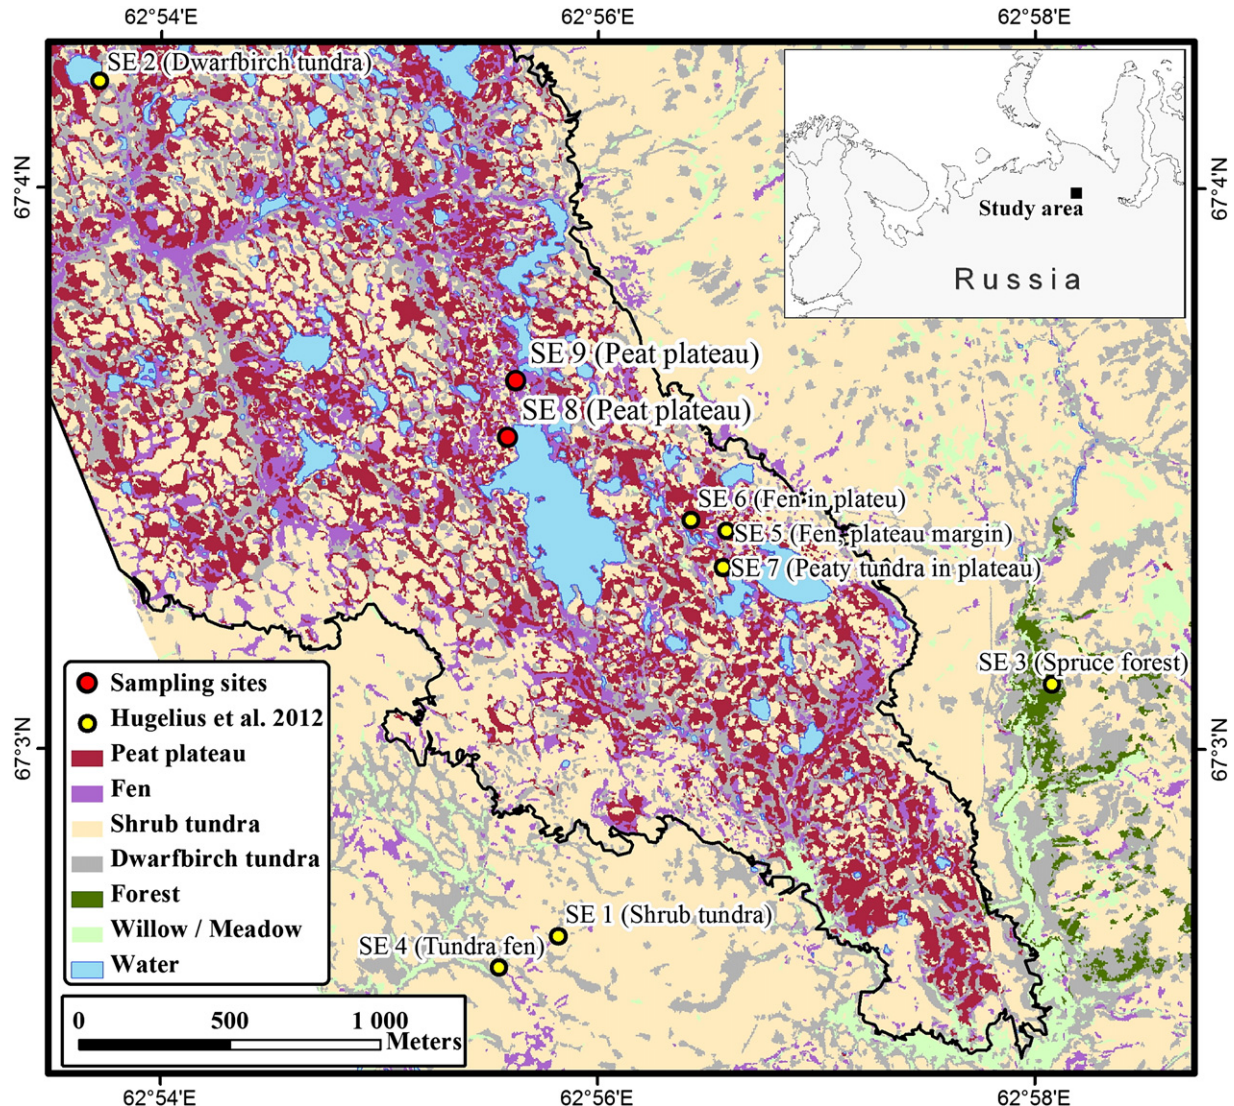 62°54'E 62°56'E 62°58'E
SE 2 (Dwarfbirch tundra)
67°4'N 67°4'N
Study area
Russia
SE 9 (Peat plateau)
SE 8 (Peat plateau)
SE 6 (Fen in plateu)
SE 5 (Fen, plateau margin)
SE 7 (Peaty tundra in plateau)
SE 3 (Spruce forest)
Sampling sites
Hugelius et al. 2012
67°3'N 67°3'N
Peat plateau
Fen
Shrub tundra
Dwarfbirch tundra
Forest
Willow / Meadow
Water
SE 1 (Shrub tundra)
SE 4 (Tundra fen)
0 500 1 000
Meters
62°54'E 62°56'E 62°58'E